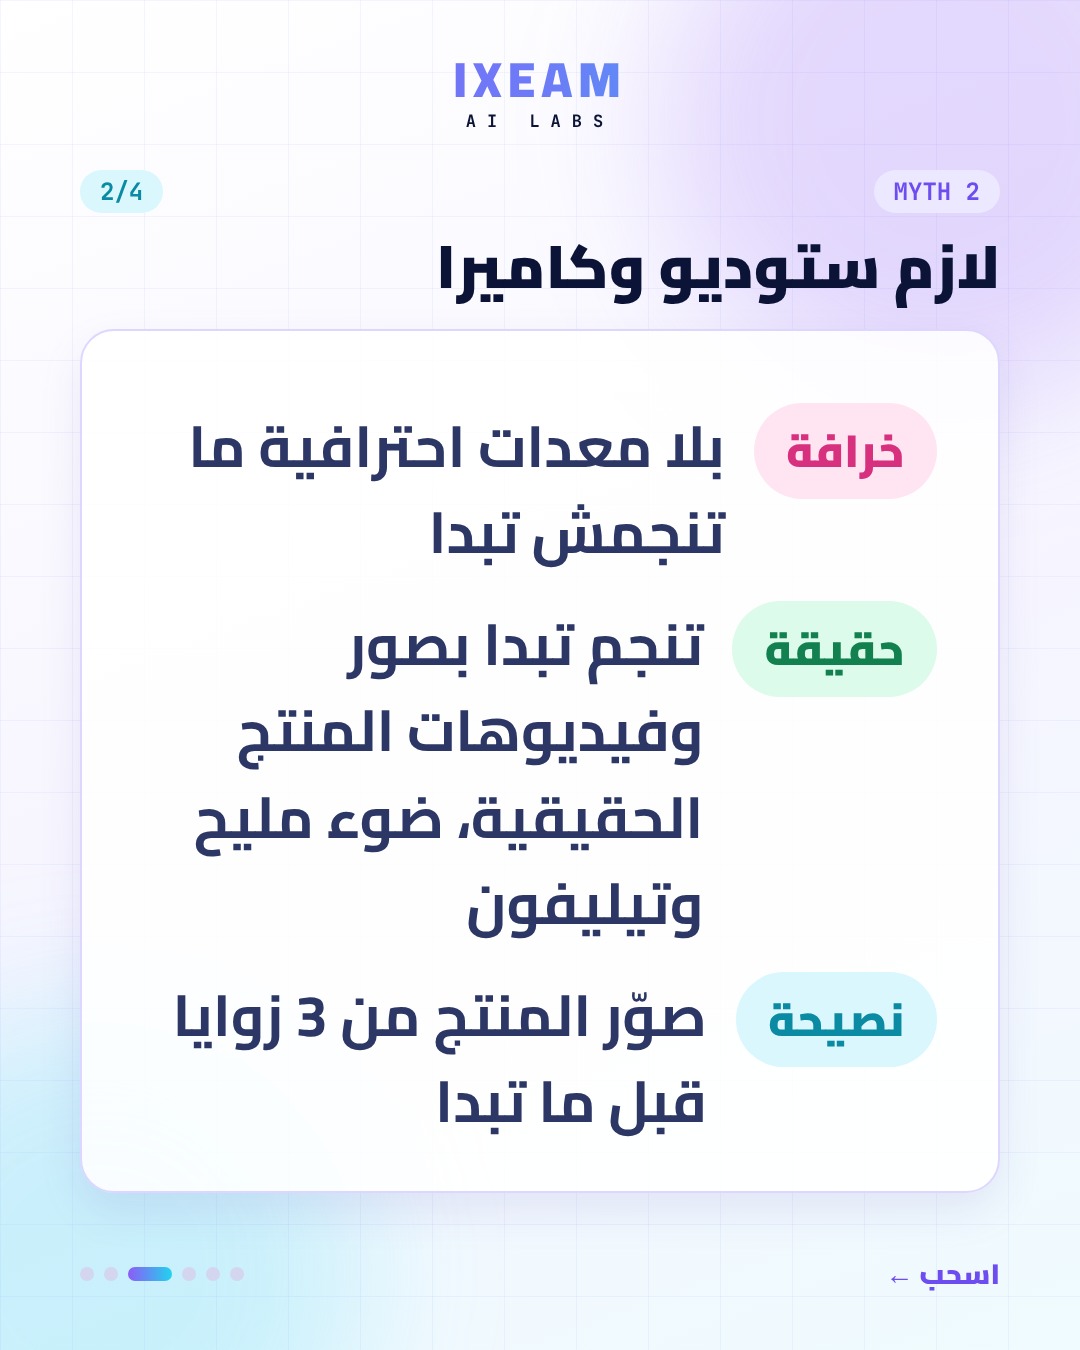 IXEAM
AI LABS
MYTH 2
2/4
لازم ستوديو وكاميرا
خرافة
بلا معدات احترافية ما
تنجمش تبدا
حقيقة
تنجم تبدا بصور
وفيديوهات المنتج
الحقيقية، ضوء مليح
وتيليفون
نصيحة
صوّر المنتج من 3 زوايا
قبل ما تبدا
اسحب ←